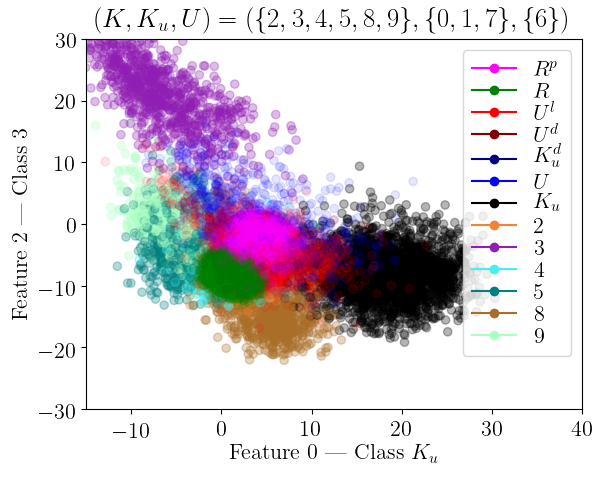 (K, K_u, U) = ({2, 3, 4, 5, 8, 9}, {0, 1, 7}, {6})
30
20
10
0
−10
−20
−30
Feature 2 — Class 3
R^p
R
U^l
U^d
K_u^d
U
K_u
2
3
4
5
8
9
−10
0
10
20
30
40
Feature 0 — Class K_u